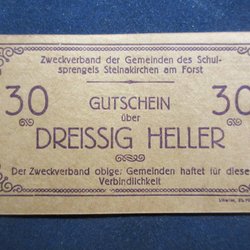 Zweckverband der Gemeinden des Schul-
sprengels Steinakirchen am Forst
30 GUTSCHEIN 30
über
DREISSIG HELLER
Der Zweckverband obiger Gemeinden haftet für diese
Verbindlichkeit